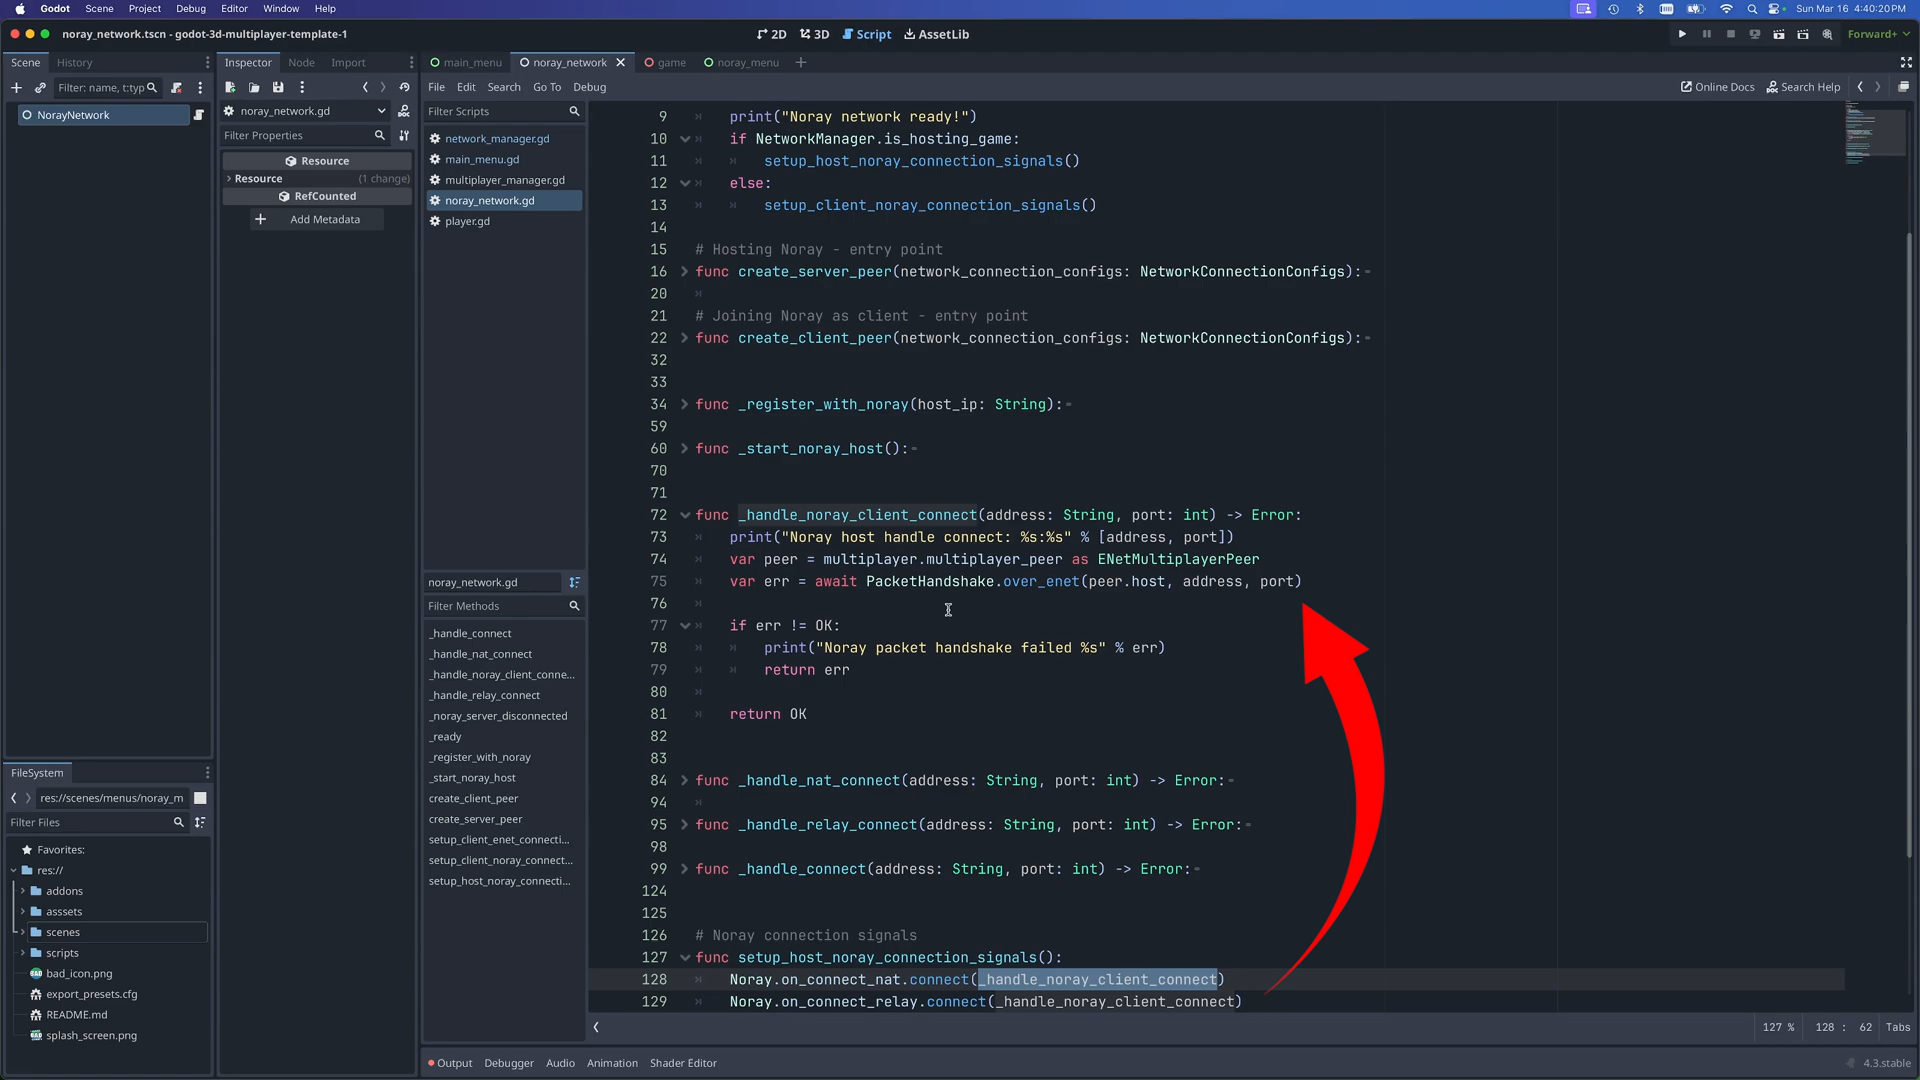 Godot Scene Project Debug Editor Window Help Sun Mar 16 4:40:20 PM
noray_network.tscn - godot-3d-multiplayer-template-1 2D 3D Script AssetLib Forward+
Scene History Inspector Node Import main_menu noray_network game noray_menu
Filter: name, t:typ File Edit Search Go To Debug Online Docs Search Help
NorayNetwork
noray_network.gd
Filter Properties
Resource
Resource (1 change)
RefCounted
Add Metadata
Filter Scripts
network_manager.gd
main_menu.gd
multiplayer_manager.gd
noray_network.gd
player.gd
noray_network.gd
Filter Methods
_handle_connect
_handle_nat_connect
_handle_noray_client_conne...
_handle_relay_connect
_noray_server_disconnected
_ready
_register_with_noray
_start_noray_host
create_client_peer
create_server_peer
setup_client_enet_connecti...
setup_client_noray_connect...
setup_host_noray_connecti...
9 print("Noray network ready!")
10 if NetworkManager.is_hosting_game:
11 setup_host_noray_connection_signals()
12 else:
13 setup_client_noray_connection_signals()
14
15 # Hosting Noray - entry point
16 func create_server_peer(network_connection_configs: NetworkConnectionConfigs):
20
21 # Joining Noray as client - entry point
22 func create_client_peer(network_connection_configs: NetworkConnectionConfigs):
32
33
34 func _register_with_noray(host_ip: String):
59
60 func _start_noray_host():
70
71
72 func _handle_noray_client_connect(address: String, port: int) -> Error:
73 print("Noray host handle connect: %s:%s" % [address, port])
74 var peer = multiplayer.multiplayer_peer as ENetMultiplayerPeer
75 var err = await PacketHandshake.over_enet(peer.host, address, port)
76
77 if err != OK:
78 print("Noray packet handshake failed %s" % err)
79 return err
80
81 return OK
82
83
84 func _handle_nat_connect(address: String, port: int) -> Error:
94
95 func _handle_relay_connect(address: String, port: int) -> Error:
98
99 func _handle_connect(address: String, port: int) -> Error:
124
125
126 # Noray connection signals
127 func setup_host_noray_connection_signals():
128 Noray.on_connect_nat.connect(_handle_noray_client_connect)
129 Noray.on_connect_relay.connect(_handle_noray_client_connect)
127 % 128 : 62 Tabs
FileSystem
res://scenes/menus/noray_m
Filter Files
Favorites:
res://
addons
asssets
scenes
scripts
bad_icon.png
export_presets.cfg
README.md
splash_screen.png
Output Debugger Audio Animation Shader Editor 4.3.stable